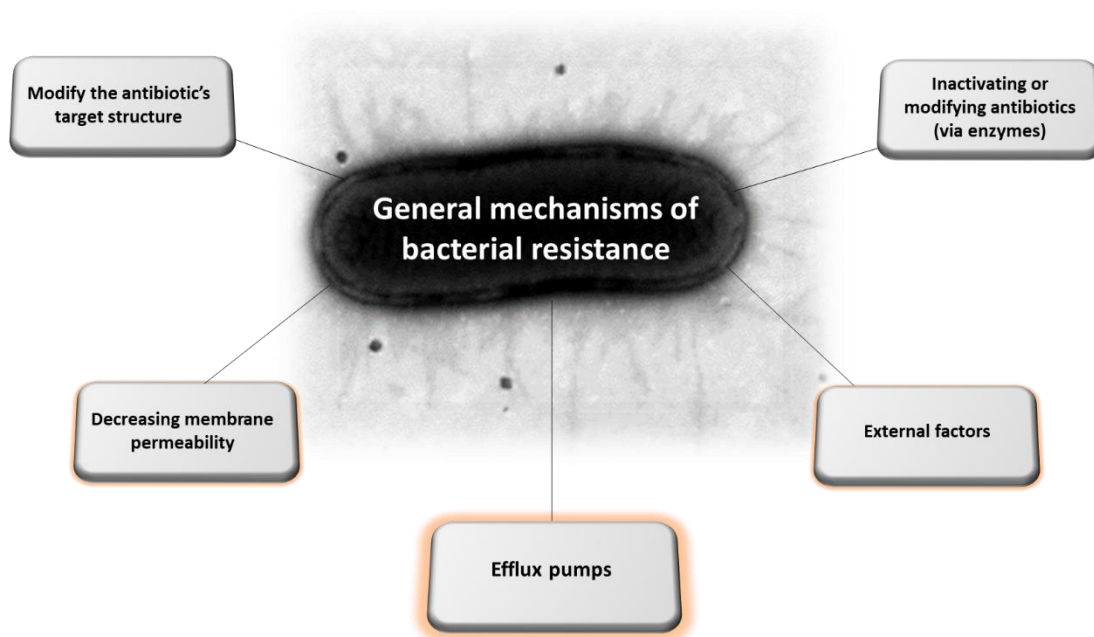 Modify the antibiotic’s
target structure
Inactivating or
modifying antibiotics
(via enzymes)
General mechanisms of
bacterial resistance
Decreasing membrane
permeability
External factors
Efflux pumps